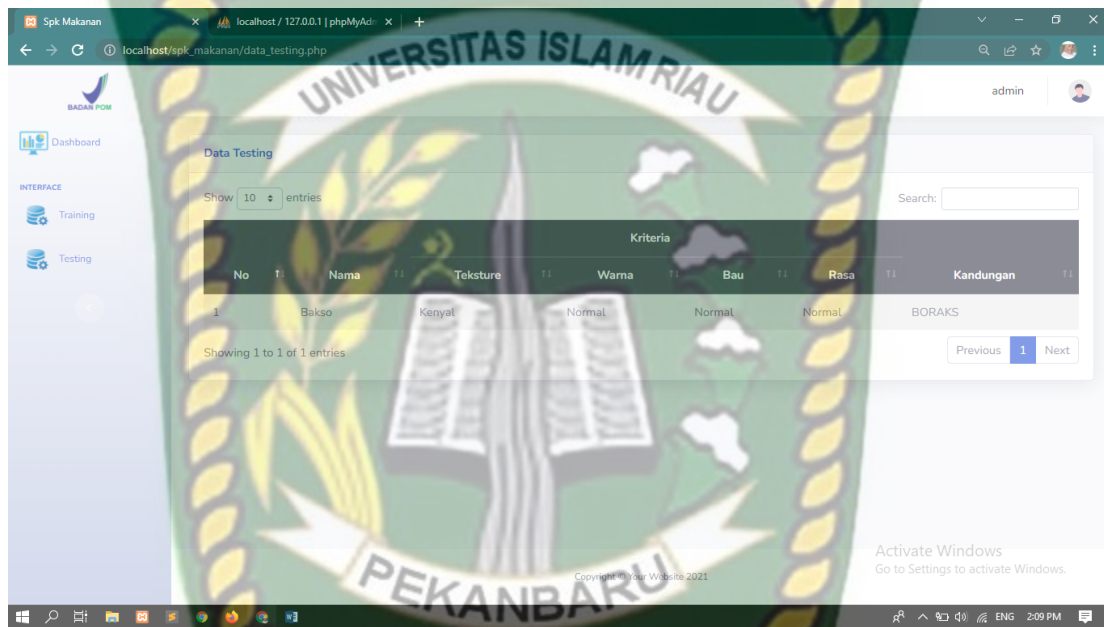 Spk Makanan
localhost / 127.0.0.1 | phpMyAdm
localhost/spk_makanan/data_testing.php
UNIVERSITAS ISLAM RIAU
BADAN POM
admin
Dashboard
INTERFACE
Training
Testing
Data Testing
Show 10 entries
Search:
Kriteria
No Nama Teksture Warna Bau Rasa Kandungan
1 Bakso Kenyal Normal Normal Normal BORAKS
Showing 1 to 1 of 1 entries
Previous 1 Next
PEKANBARU
Copyright © Your Website 2021
Activate Windows
Go to Settings to activate Windows.
ENG 2:09 PM